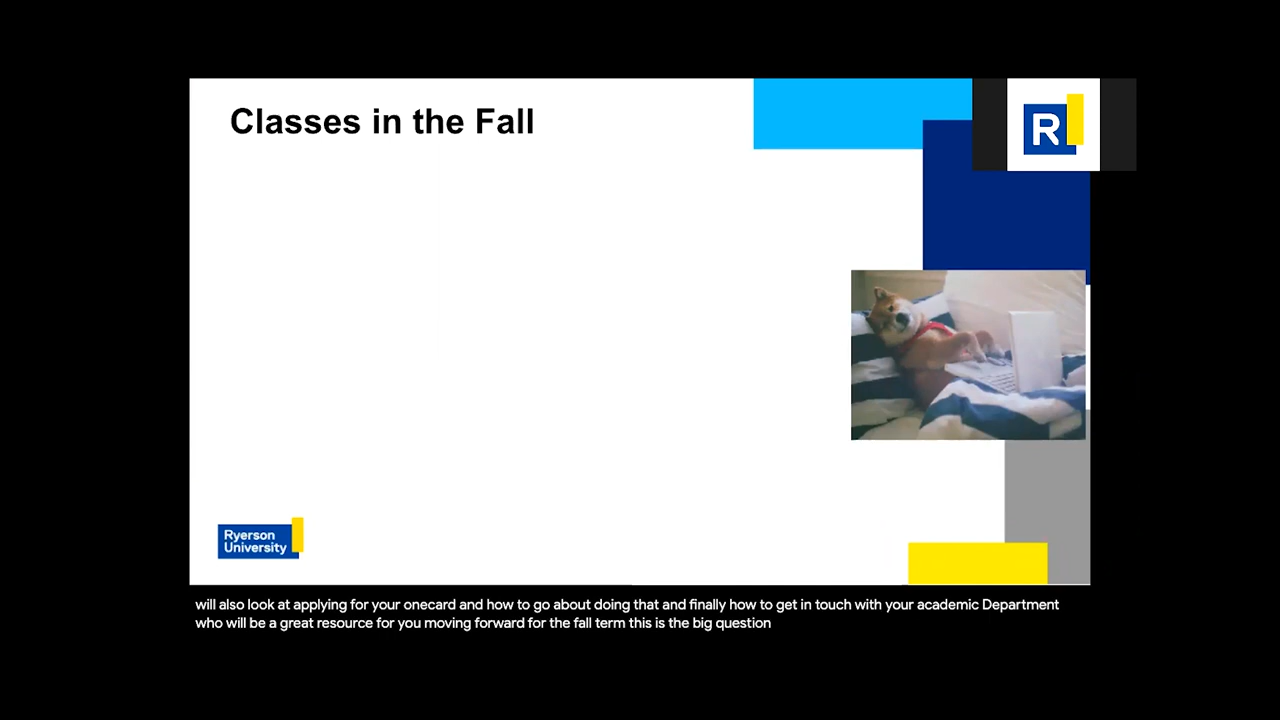 Classes in the Fall
R
Ryerson
University
will also look at applying for your onecard and how to go about doing that and finally how to get in touch with your academic Department
who will be a great resource for you moving forward for the fall term this is the big question